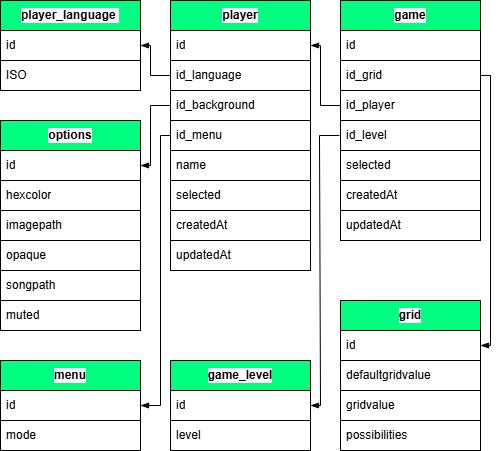 player_language
id
ISO
player
id
id_language
id_background
id_menu
name
selected
createdAt
updatedAt
game
id
id_grid
id_player
id_level
selected
createdAt
updatedAt
options
id
hexcolor
imagepath
opaque
songpath
muted
menu
id
mode
game_level
id
level
grid
id
defaultgridvalue
gridvalue
possibilities